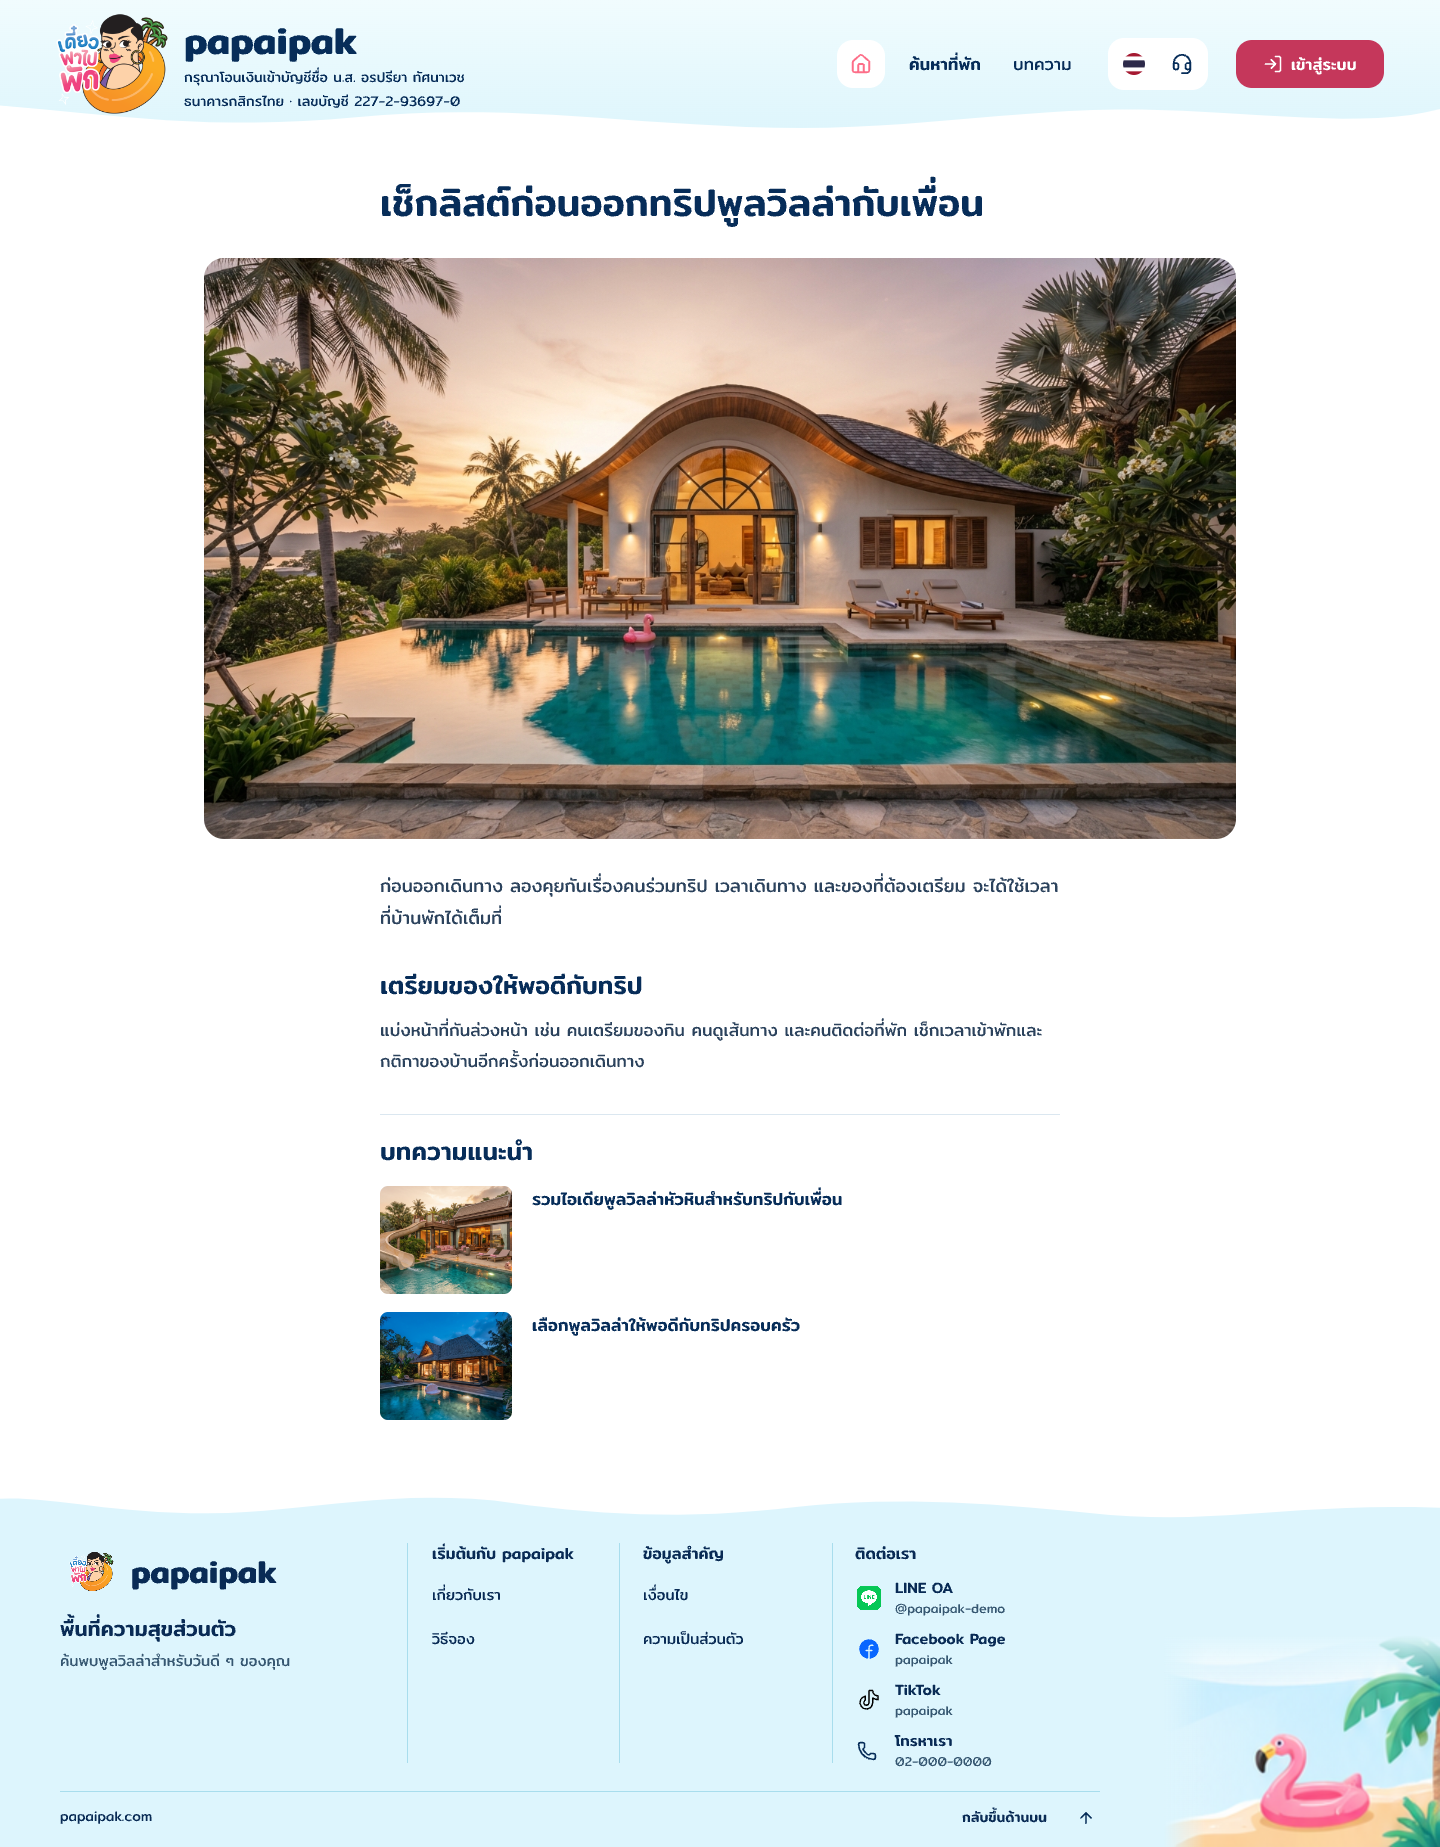 เดี๋ยว
พาไป
พัก
papaipak
กรุณาโอนเงินเข้าบัญชีชื่อ น.ส. อรปรียา ทัศนาเวช
ธนาคารกสิกรไทย · เลขบัญชี 227-2-93697-0
ค้นหาที่พัก
บทความ
เข้าสู่ระบบ
เช็กลิสต์ก่อนออกทริปพูลวิลล่ากับเพื่อน
ก่อนออกเดินทาง ลองคุยกันเรื่องคนร่วมทริป เวลาเดินทาง และของที่ต้องเตรียม จะได้ใช้เวลา
ที่บ้านพักได้เต็มที่
เตรียมของให้พอดีกับทริป
แบ่งหน้าที่กันล่วงหน้า เช่น คนเตรียมของกิน คนดูเส้นทาง และคนติดต่อที่พัก เช็กเวลาเข้าพักและ
กติกาของบ้านอีกครั้งก่อนออกเดินทาง
บทความแนะนำ
รวมไอเดียพูลวิลล่าหัวหินสำหรับทริปกับเพื่อน
เลือกพูลวิลล่าให้พอดีกับทริปครอบครัว
เดี๋ยว
พาไป
พัก
papaipak
พื้นที่ความสุขส่วนตัว
ค้นพบพูลวิลล่าสำหรับวันดี ๆ ของคุณ
เริ่มต้นกับ papaipak
เกี่ยวกับเรา
วิธีจอง
ข้อมูลสำคัญ
เงื่อนไข
ความเป็นส่วนตัว
ติดต่อเรา
LINE
LINE OA
@papaipak-demo
Facebook Page
papaipak
TikTok
papaipak
โทรหาเรา
02-000-0000
papaipak.com
กลับขึ้นด้านบน